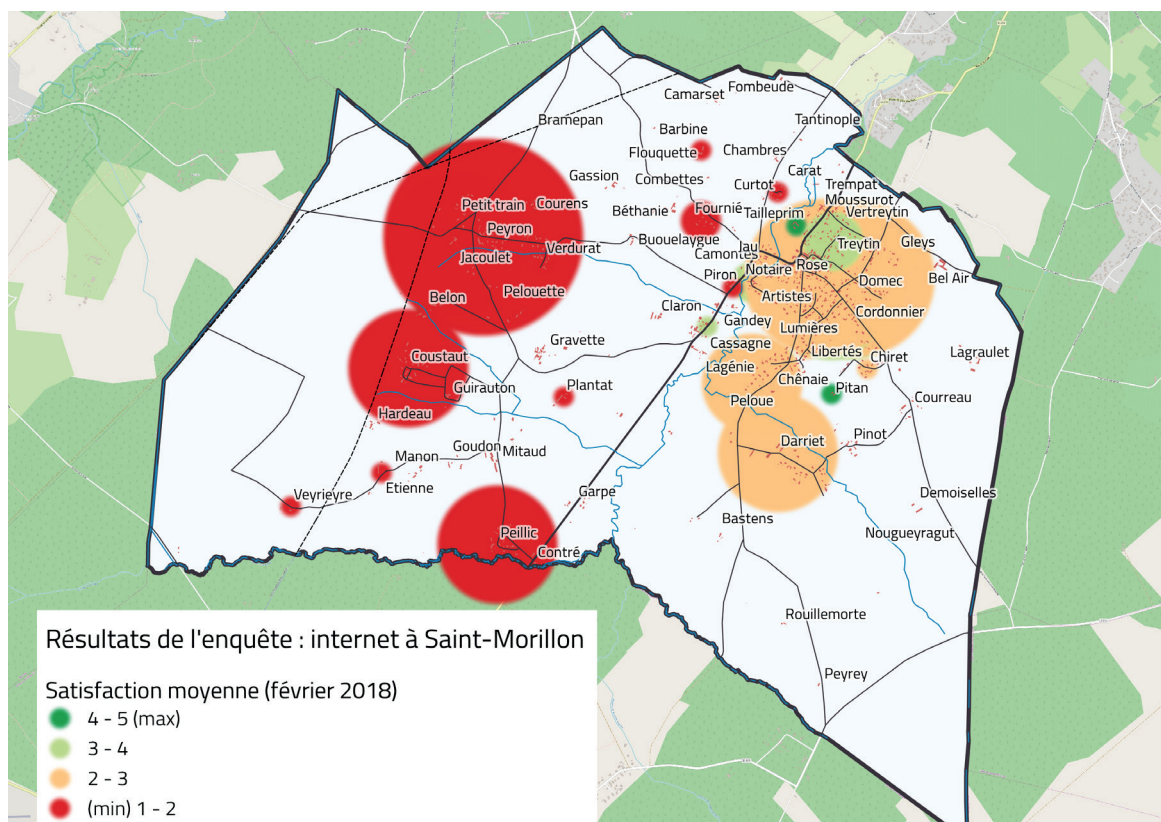 Fombeude
Camarset
Bramepan
Tantinople
Barbine
Flouquette
Chambres
Carat
Gassion
Combettes
Curtot
Trempat
Petit train
Courens
Béthanie
Fournié
Tailleprim
Moussurot
Vertreytin
Peyron
Buouelaygue
Jau
Treytin
Gleys
Verdurat
Camontès
Jacoulet
Piron
Notaire
Rose
Bel Air
Domec
Belon
Pelouette
Claron
Artistes
Cordonnier
Gandey
Lumières
Gravette
Cassagne
Libertés
Chiret
Lagraulet
Coustaut
Lagénie
Chênaie
Guirauton
Plantat
Pitan
Hardeau
Peloue
Courreau
Goudon
Mitaud
Darriet
Pinot
Manon
Etienne
Veyrieyre
Garpe
Demoiselles
Bastens
Peillic
Nougueyragut
Contré
Rouillemorte
Peyrey
Résultats de l'enquête : internet à Saint-Morillon
Satisfaction moyenne (février 2018)
4 - 5 (max)
3 - 4
2 - 3
(min) 1 - 2